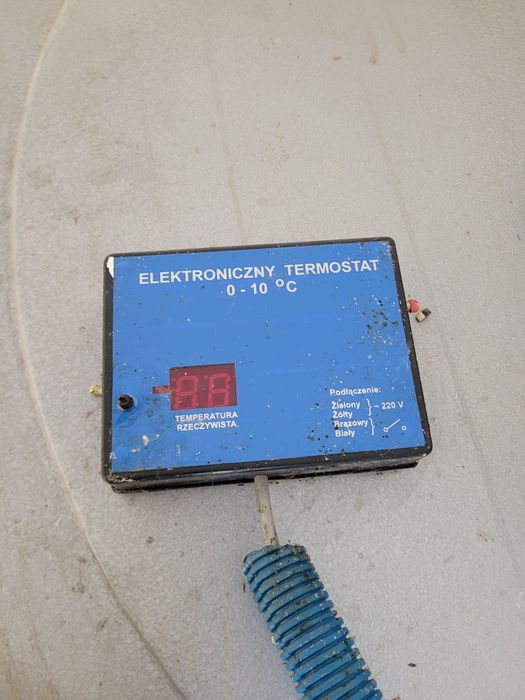 ELEKTRONICZNY TERMOSTAT
0 - 10 °C
TEMPERATURA
RZECZYWISTA
Podłączenie:
Zielony
Żółty
~ 220 V
Brązowy
Biały